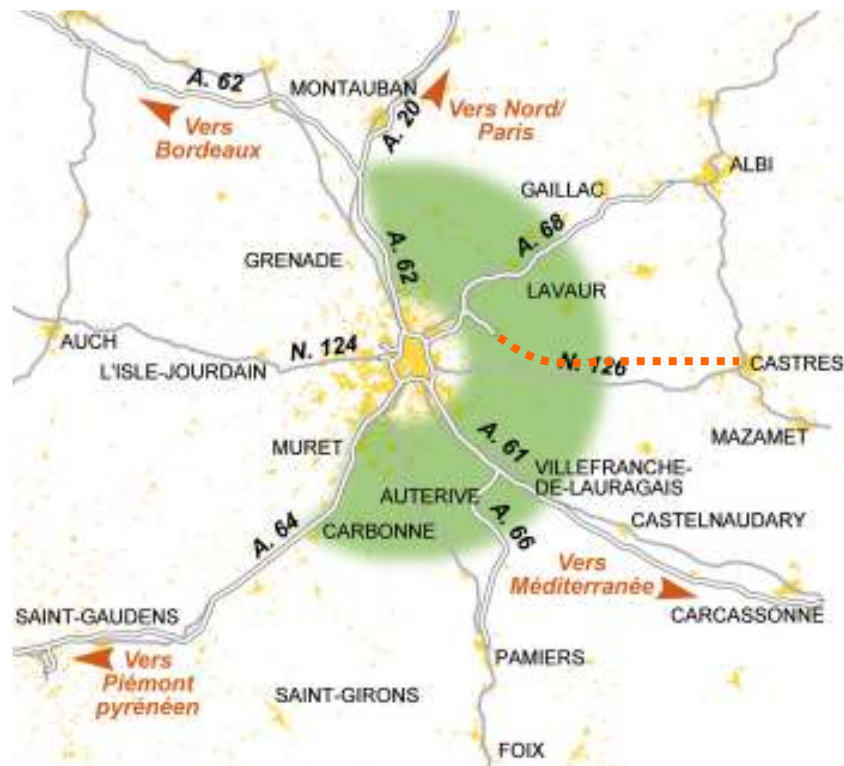 A. 62
MONTAUBAN
A. 20
Vers Nord/
Paris
Vers
Bordeaux
ALBI
GAILLAC
A. 68
A. 62
GRENADE
LAVAUR
AUCH
N. 124
L'ISLE-JOURDAIN
N. 126
CASTRES
MAZAMET
MURET
A. 61
VILLEFRANCHE-
DE-LAURAGAIS
AUTERIVE
A. 66
CASTELNAUDARY
A. 64
CARBONNE
Vers
Méditerranée
CARCASSONNE
SAINT-GAUDENS
Vers
Piémont
pyrénéen
PAMIERS
SAINT-GIRONS
FOIX